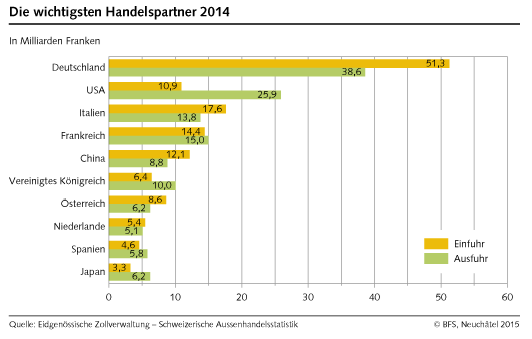 Die wichtigsten Handelspartner 2014
In Milliarden Franken
Deutschland 51,3
38,6
USA 10,9
25,9
Italien 17,6
13,8
Frankreich 14,4
15,0
China 12,1
8,8
Vereinigtes Königreich 6,4
10,0
Österreich 8,6
6,2
Niederlande 5,4
5,1
Spanien 4,6
5,8
Japan 3,3
6,2
Einfuhr
Ausfuhr
0 10 20 30 40 50 60
Quelle: Eidgenössische Zollverwaltung – Schweizerische Aussenhandelsstatistik © BFS, Neuchâtel 2015